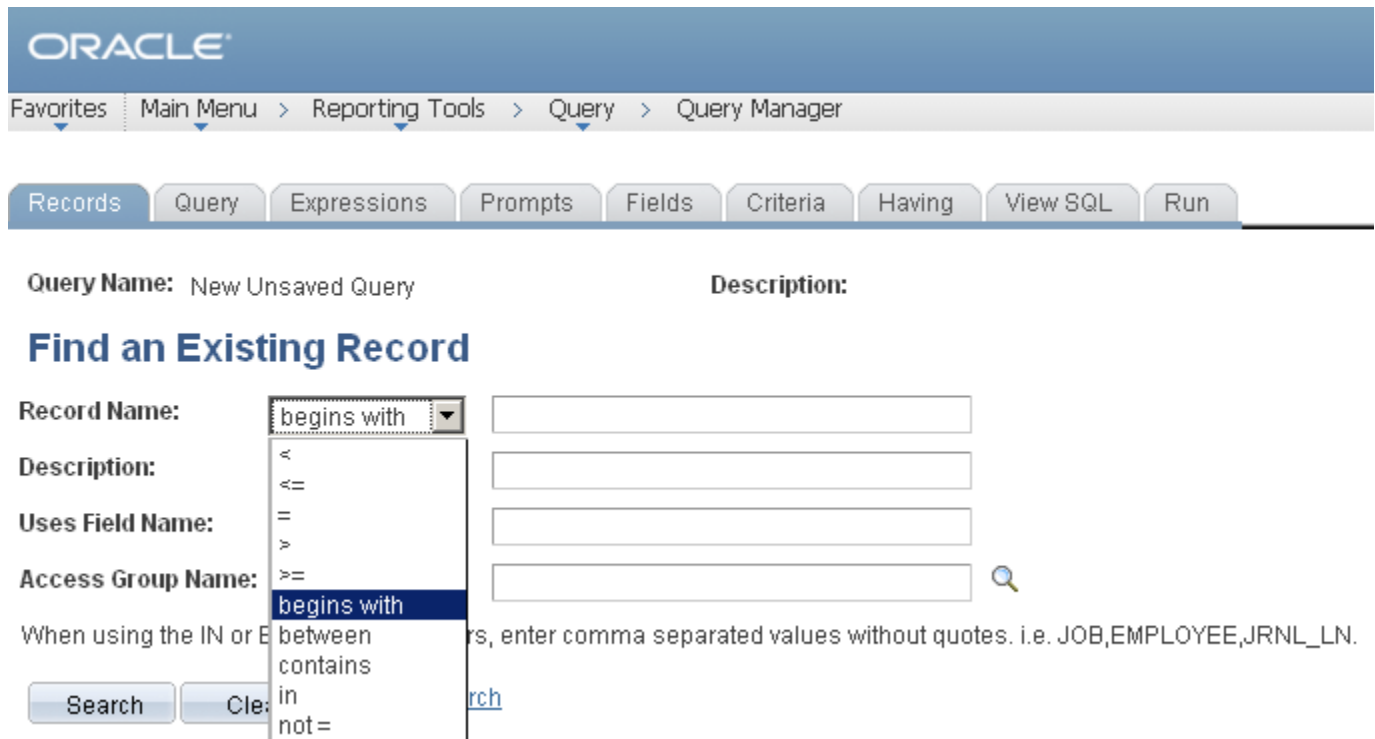 ORACLE
Favorites Main Menu > Reporting Tools > Query > Query Manager
Records Query Expressions Prompts Fields Criteria Having View SQL Run
Query Name: New Unsaved Query Description:
Find an Existing Record
Record Name: begins with
<
Description:
<=
Uses Field Name: =
>
Access Group Name: >=
begins with
When using the IN or between rs, enter comma separated values without quotes. i.e. JOB,EMPLOYEE,JRNL_LN.
contains
Search Cle in rch
not =